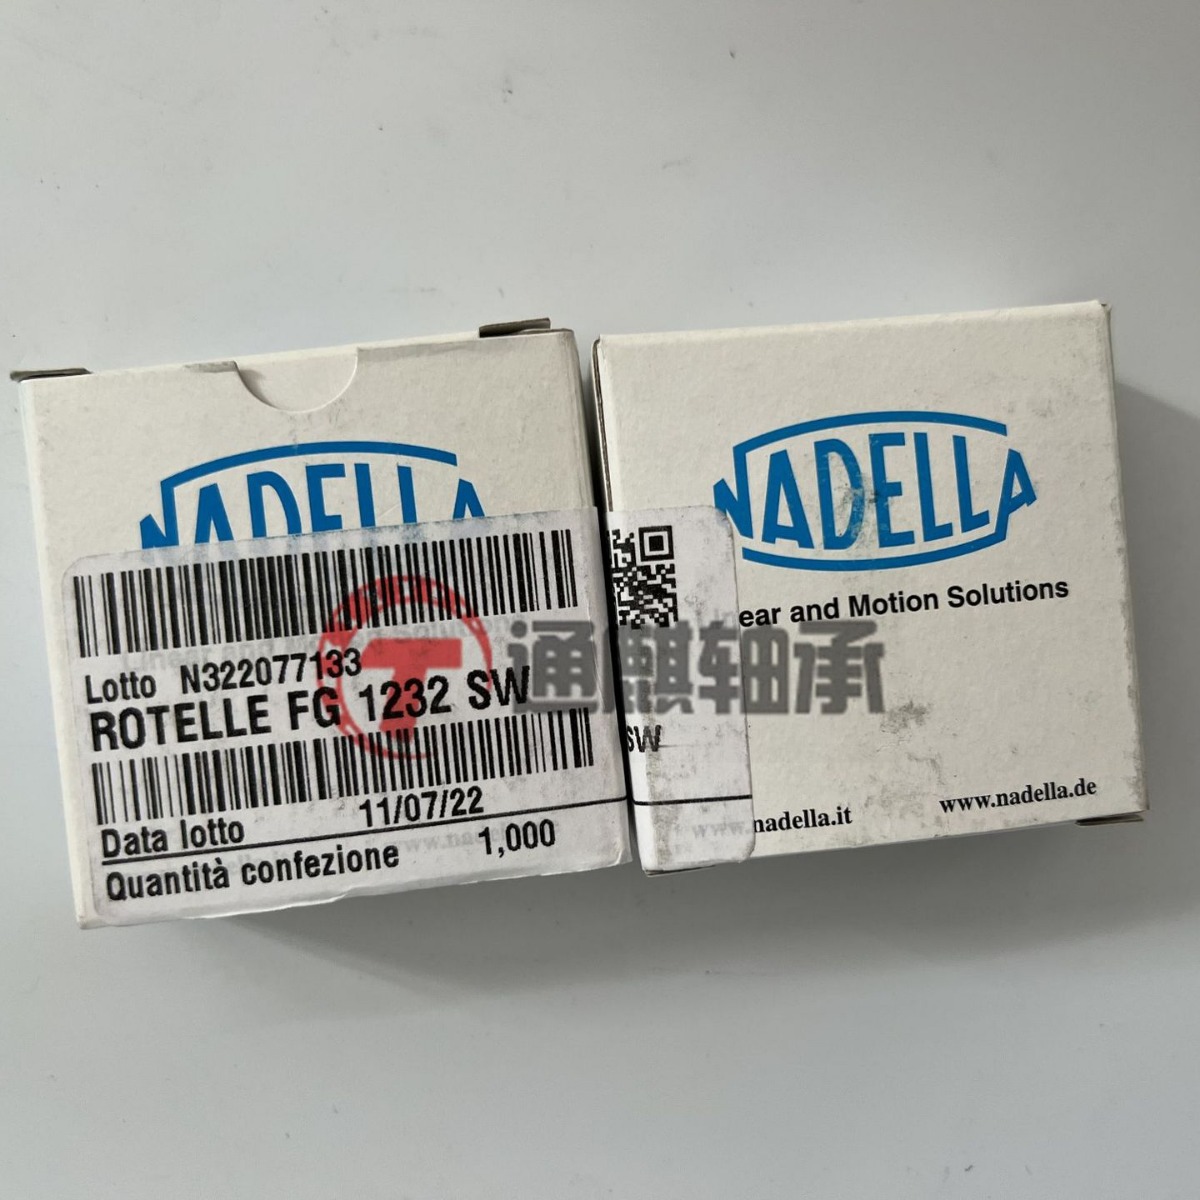 NADELLA
Lotto N322077133
ROTELLE FG 1232 SW
Data lotto 11/07/22
Quantità confezione 1,000
NADELLA
ear and Motion Solutions
SW
www.nadella.it
www.nadella.de
通麒轴承